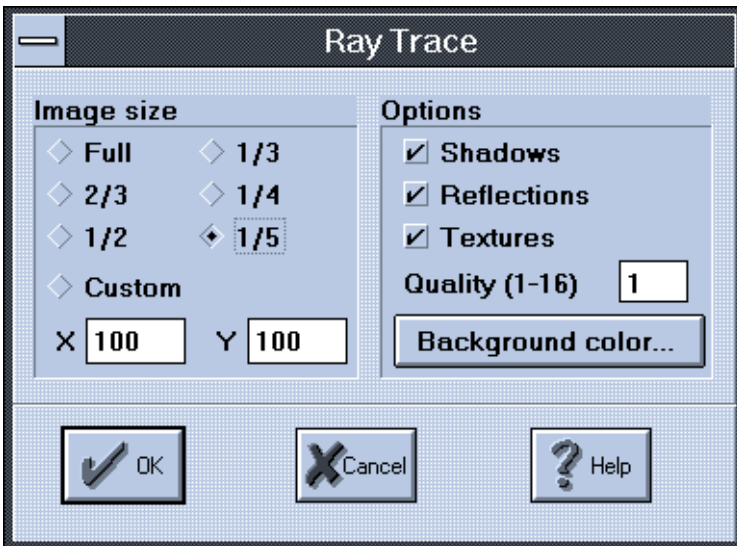 Ray Trace
Image size
Full
1/3
2/3
1/4
1/2
1/5
Custom
X 100 Y 100
Options
Shadows
Reflections
Textures
Quality (1-16) 1
Background color...
OK
Cancel
Help